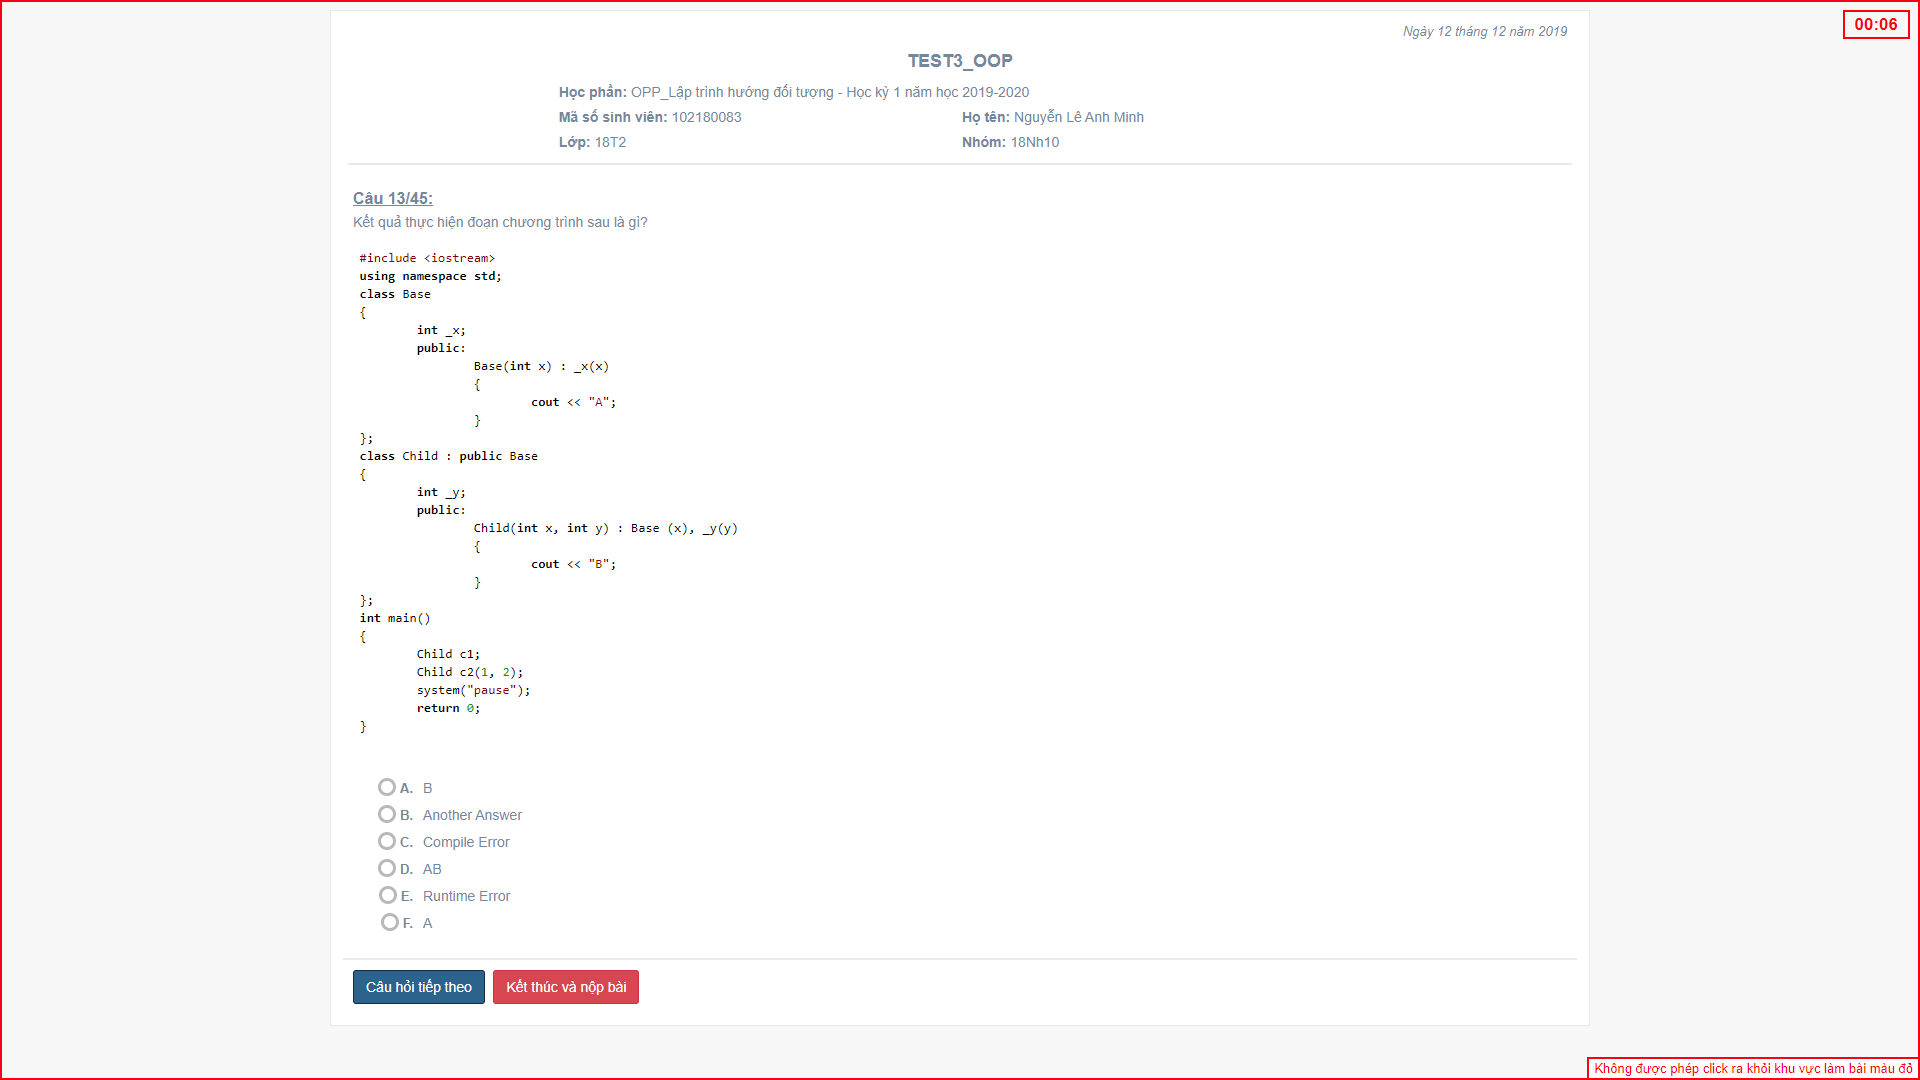 00:06
Ngày 12 tháng 12 năm 2019
TEST3_OOP
Học phần: OPP_Lập trình hướng đối tượng - Học kỳ 1 năm học 2019-2020
Mã số sinh viên: 102180083 Họ tên: Nguyễn Lê Anh Minh
Lớp: 18T2 Nhóm: 18Nh10
Câu 13/45:
Kết quả thực hiện đoạn chương trình sau là gì?
#include <iostream>
using namespace std;
class Base
{
int _x;
public:
Base(int x) : _x(x)
{
cout << "A";
}
};
class Child : public Base
{
int _y;
public:
Child(int x, int y) : Base (x), _y(y)
{
cout << "B";
}
};
int main()
{
Child c1;
Child c2(1, 2);
system("pause");
return 0;
}
A. B
B. Another Answer
C. Compile Error
D. AB
E. Runtime Error
F. A
Câu hỏi tiếp theo Kết thúc và nộp bài
Không được phép click ra khỏi khu vực làm bài màu đỏ